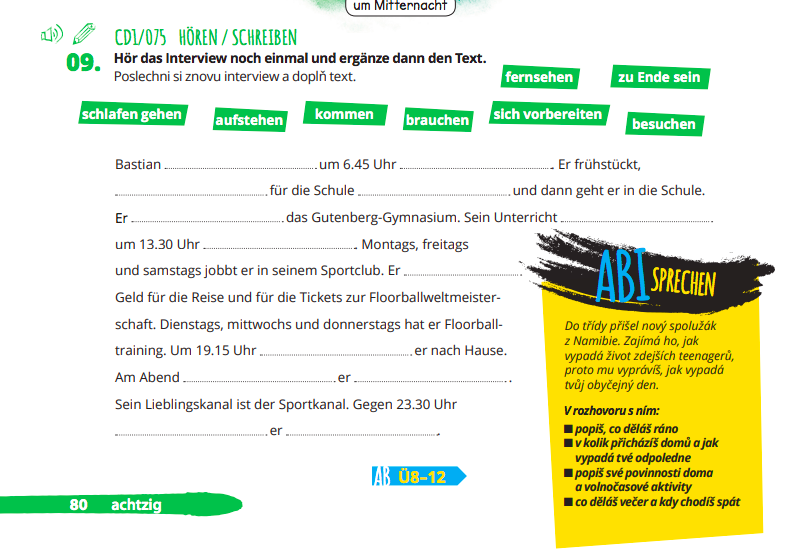 um Mitternacht
CD1/075 HÖREN / SCHREIBEN
09. Hör das Interview noch einmal und ergänze dann den Text.
Poslechni si znovu interview a doplň text.
fernsehen
zu Ende sein
schlafen gehen
aufstehen
kommen
brauchen
sich vorbereiten
besuchen
Bastian ........ um 6.45 Uhr ........ . Er frühstückt,
........ für die Schule ........ und dann geht er in die Schule.
Er ........ das Gutenberg-Gymnasium. Sein Unterricht ........
um 13.30 Uhr ........ . Montags, freitags
und samstags jobbt er in seinem Sportclub. Er ........
Geld für die Reise und für die Tickets zur Floorballweltmeister-
schaft. Dienstags, mittwochs und donnerstags hat er Floorball-
training. Um 19.15 Uhr ........ er nach Hause.
Am Abend ........ er ........ .
Sein Lieblingskanal ist der Sportkanal. Gegen 23.30 Uhr
........ er ........ .
AB Ü8–12
ABI SPRECHEN
Do třídy přišel nový spolužák
z Namibie. Zajímá ho, jak
vypadá život zdejších teenagerů,
proto mu vyprávíš, jak vypadá
tvůj obyčejný den.
V rozhovoru s ním:
■ popiš, co děláš ráno
■ v kolik přicházíš domů a jak
vypadá tvé odpoledne
■ popiš své povinnosti doma
a volnočasové aktivity
■ co děláš večer a kdy chodíš spát
80 achtzig